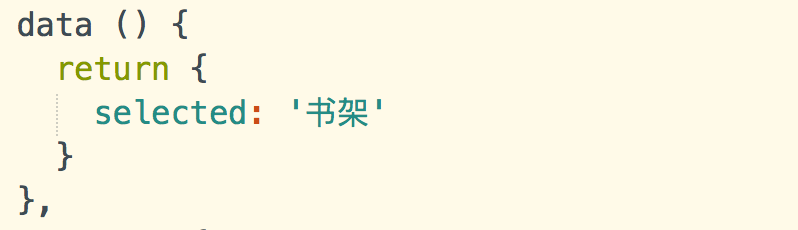 data () {
return {
selected: '书架'
}
},